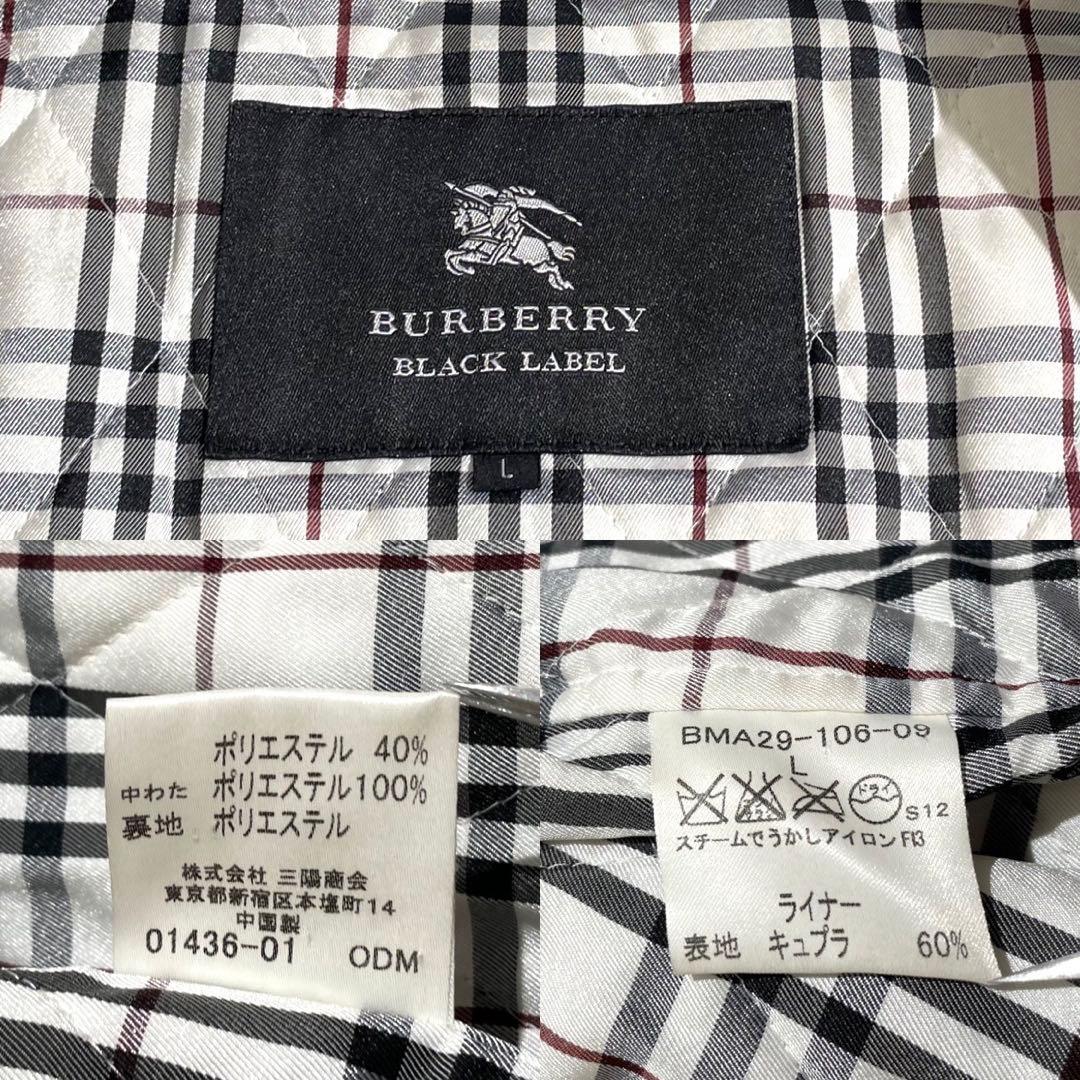 BURBERRY
BLACK LABEL
L
ポリエステル 40%
中わた ポリエステル100%
裏地 ポリエステル
株式会社 三陽商会
東京都新宿区本塩町14
中国製
01436-01 ODM
BMA29-106-09
L
ドライ S12
スチームでうかしアイロン FI3
ライナー
表地 キュプラ 60%